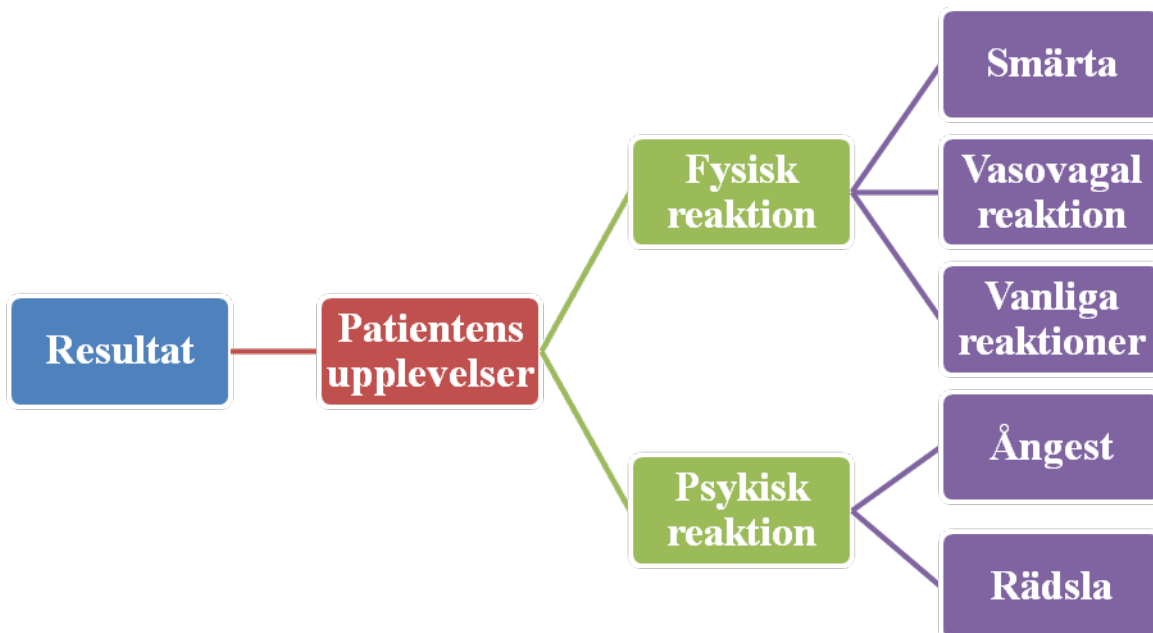 Resultat
Patientens
upplevelser
Fysisk
reaktion
Psykisk
reaktion
Smärta
Vasovagal
reaktion
Vanliga
reaktioner
Ångest
Rädsla